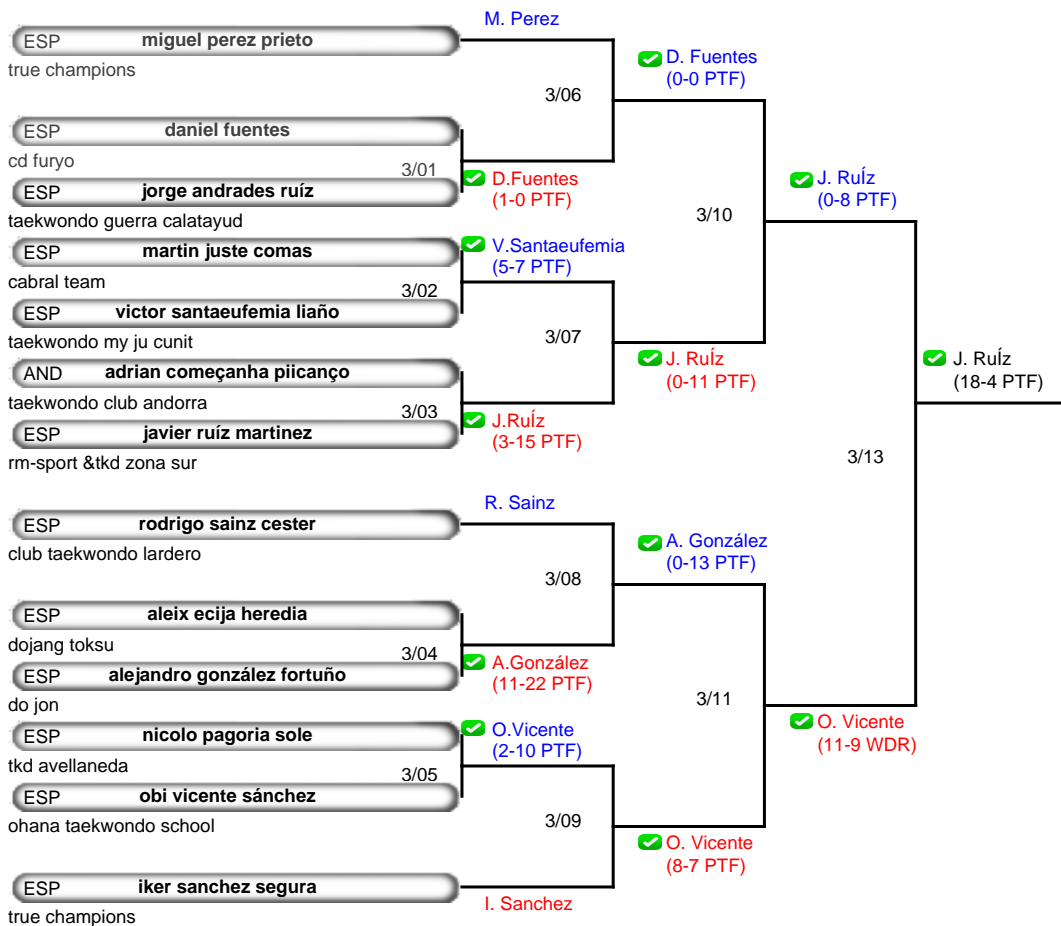 M. Perez
ESP miguel perez prieto
true champions
D. Fuentes
(0-0 PTF)
3/06
ESP daniel fuentes
cd furyo
3/01
D.Fuentes
(1-0 PTF)
ESP jorge andrades ruíz
taekwondo guerra calatayud
J. RuÍz
(0-8 PTF)
3/10
V.Santaeufemia
(5-7 PTF)
ESP martin juste comas
cabral team
3/02
ESP victor santaeufemia liaño
taekwondo my ju cunit
3/07
J. RuÍz
(0-11 PTF)
J. RuÍz
(18-4 PTF)
AND adrian começanha piicanço
taekwondo club andorra
3/03
J.RuÍz
(3-15 PTF)
ESP javier ruíz martinez
rm-sport &tkd zona sur
3/13
R. Sainz
ESP rodrigo sainz cester
club taekwondo lardero
A. González
(0-13 PTF)
3/08
ESP aleix ecija heredia
dojang toksu
3/04
A.González
(11-22 PTF)
ESP alejandro gonzález fortuño
do jon
3/11
O. Vicente
(11-9 WDR)
O.Vicente
(2-10 PTF)
ESP nicolo pagoria sole
tkd avellaneda
3/05
ESP obi vicente sánchez
ohana taekwondo school
3/09
O. Vicente
(8-7 PTF)
ESP iker sanchez segura
true champions
I. Sanchez